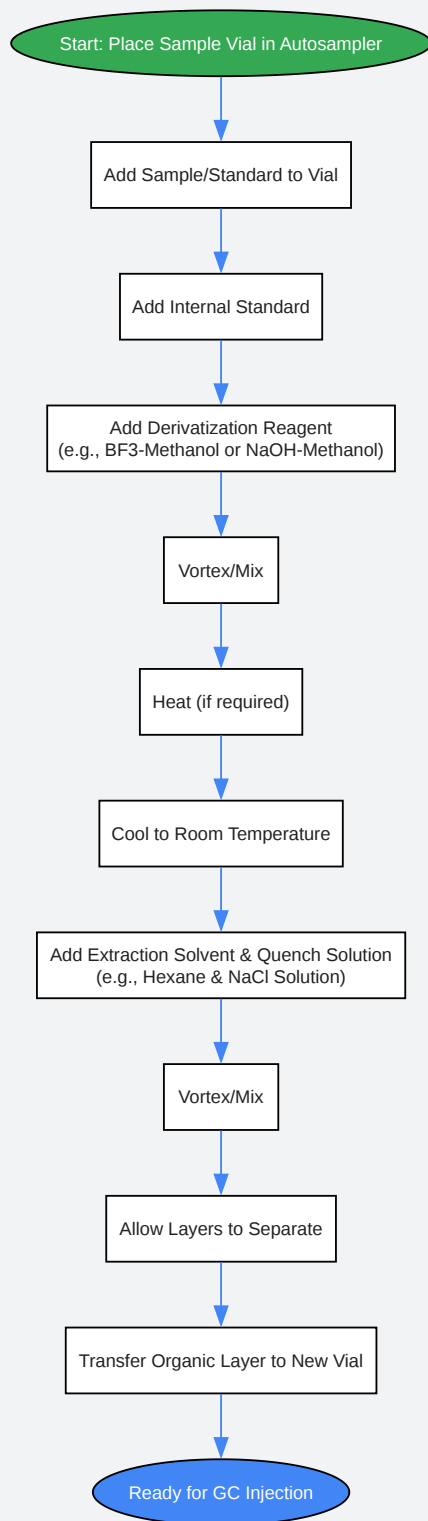 Start: Place Sample Vial in Autosampler
Add Sample/Standard to Vial
Add Internal Standard
Add Derivatization Reagent
(e.g., BF3-Methanol or NaOH-Methanol)
Vortex/Mix
Heat (if required)
Cool to Room Temperature
Add Extraction Solvent & Quench Solution
(e.g., Hexane & NaCl Solution)
Vortex/Mix
Allow Layers to Separate
Transfer Organic Layer to New Vial
Ready for GC Injection